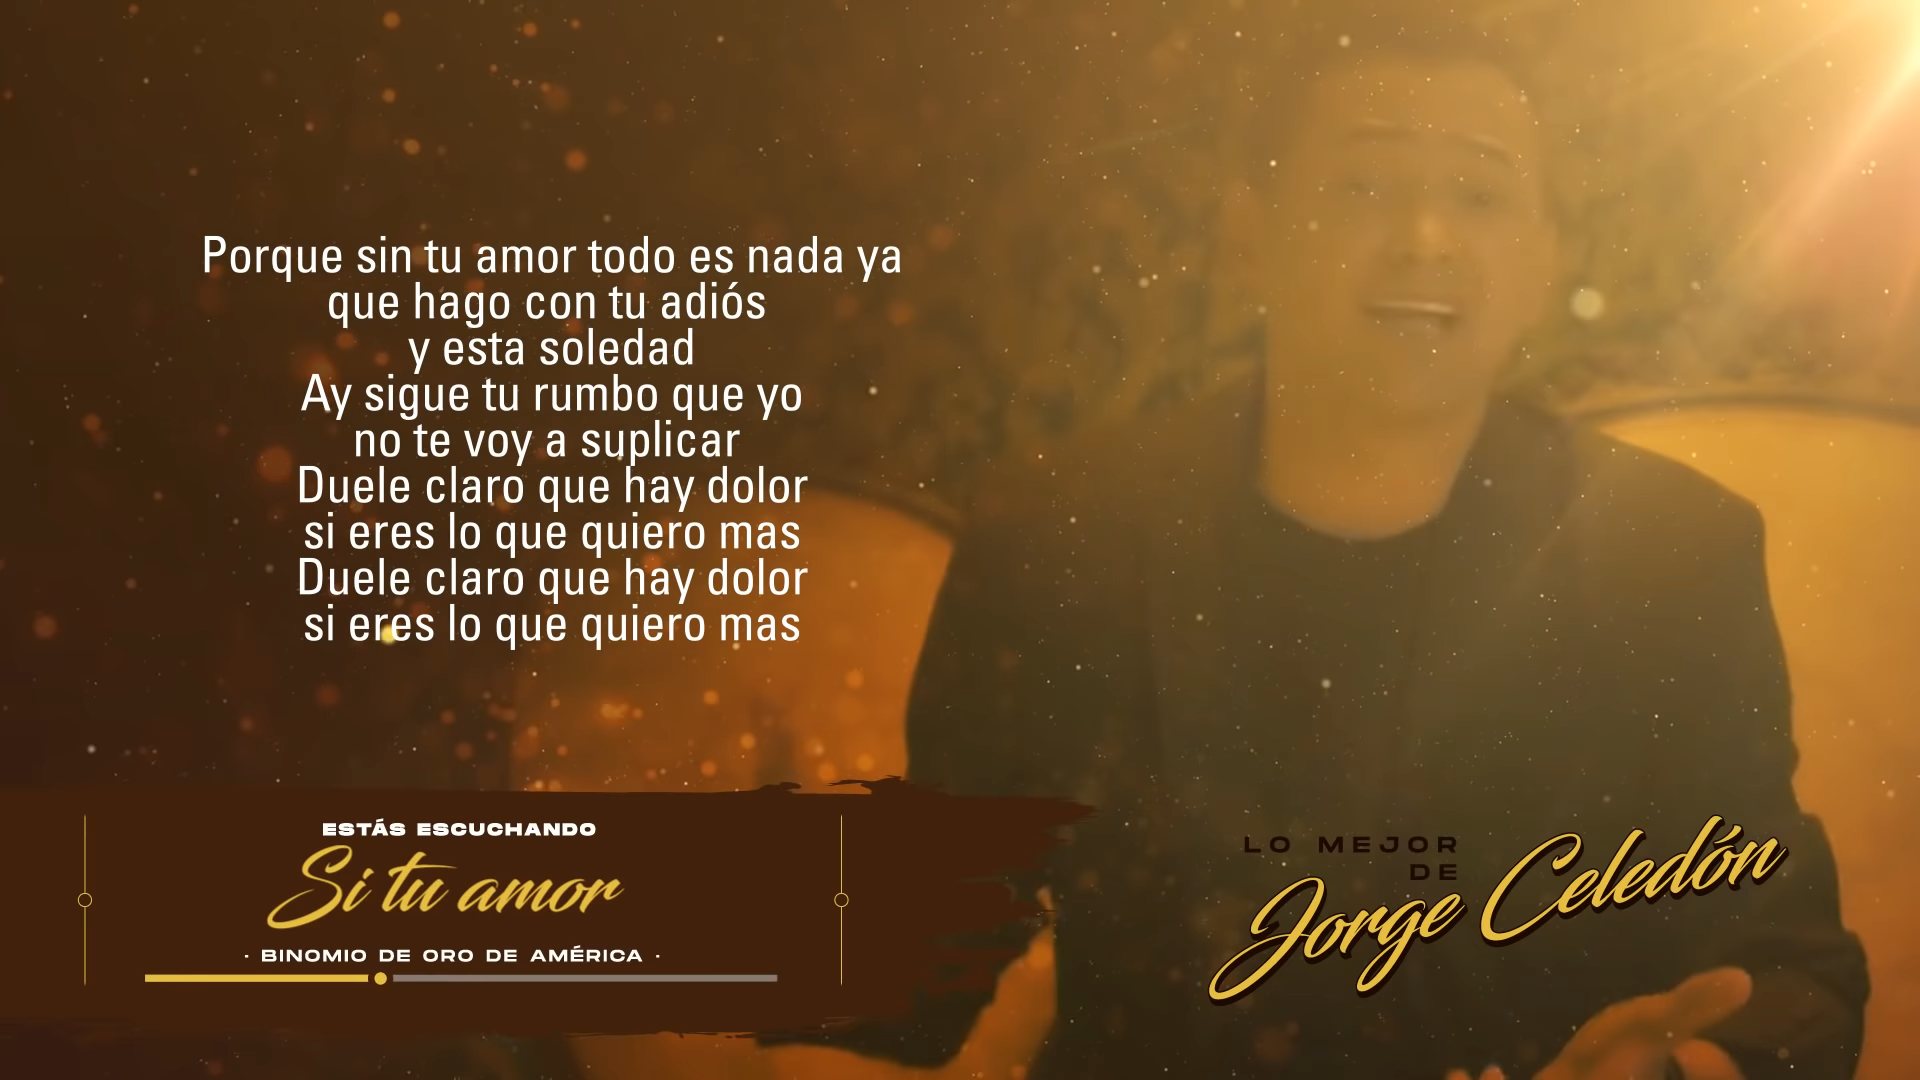 Porque sin tu amor todo es nada ya
que hago con tu adiós
y esta soledad
Ay sigue tu rumbo que yo
no te voy a suplicar
Duele claro que hay dolor
si eres lo que quiero mas
Duele claro que hay dolor
si eres lo que quiero mas
ESTÁS ESCUCHANDO
Si tu amor
· BINOMIO DE ORO DE AMÉRICA ·
LO MEJOR
DE
Jorge Celedón